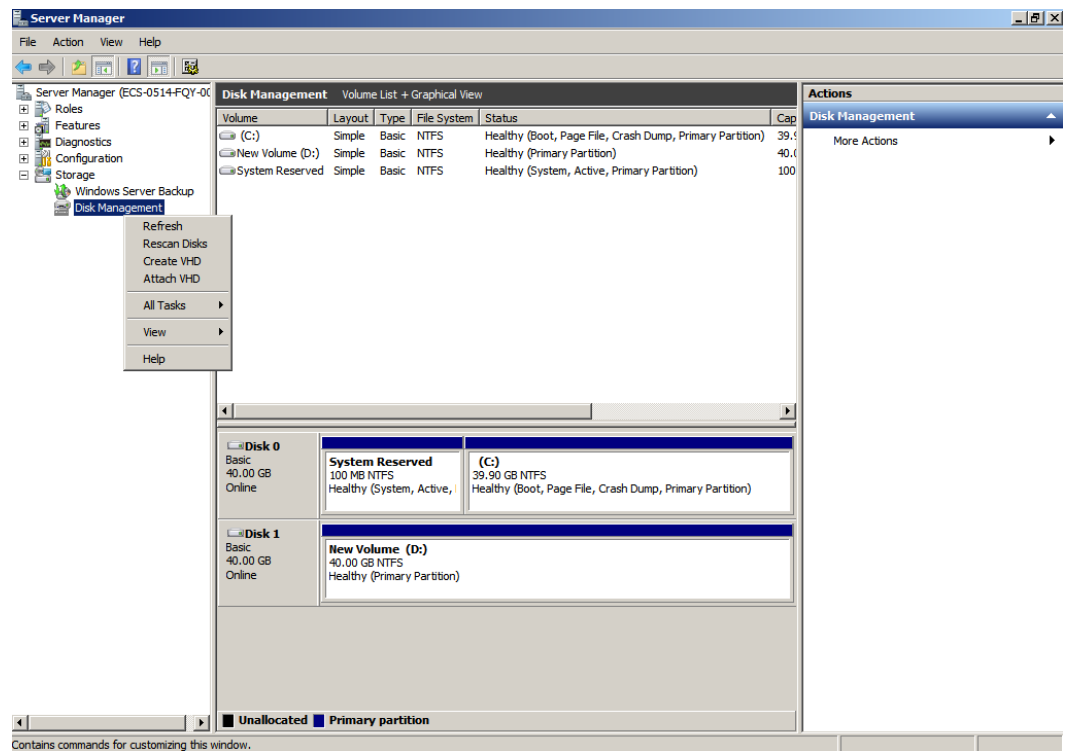 Server Manager
File Action View Help
Server Manager (ECS-0514-FQY-00
Roles
Features
Diagnostics
Configuration
Storage
Windows Server Backup
Disk Management
Refresh
Rescan Disks
Create VHD
Attach VHD
All Tasks
View
Help
Disk Management Volume List + Graphical View
Volume Layout Type File System Status Cap
(C:) Simple Basic NTFS Healthy (Boot, Page File, Crash Dump, Primary Partition) 39.9
New Volume (D:) Simple Basic NTFS Healthy (Primary Partition) 40.0
System Reserved Simple Basic NTFS Healthy (System, Active, Primary Partition) 100
Disk 0
Basic
40.00 GB
Online
System Reserved
100 MB NTFS
Healthy (System, Active,
(C:)
39.90 GB NTFS
Healthy (Boot, Page File, Crash Dump, Primary Partition)
Disk 1
Basic
40.00 GB
Online
New Volume (D:)
40.00 GB NTFS
Healthy (Primary Partition)
Unallocated Primary partition
Actions
Disk Management
More Actions
Contains commands for customizing this window.